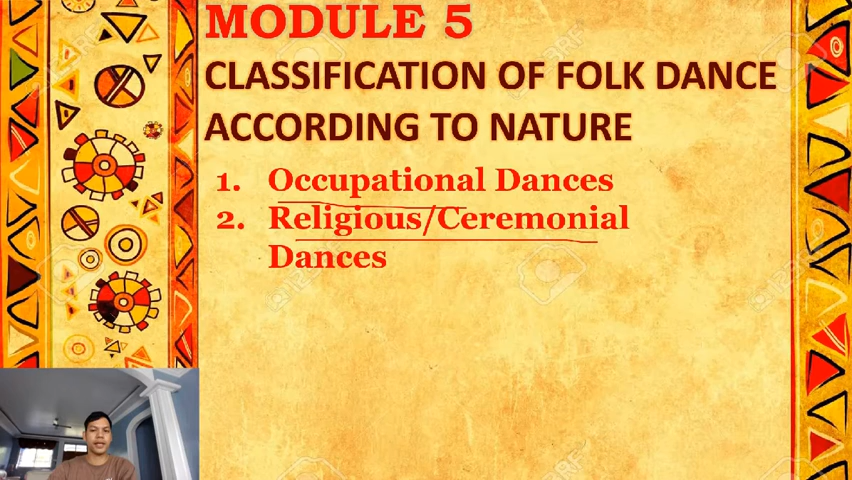 MODULE 5
CLASSIFICATION OF FOLK DANCE
ACCORDING TO NATURE
1. Occupational Dances
2. Religious/Ceremonial
Dances